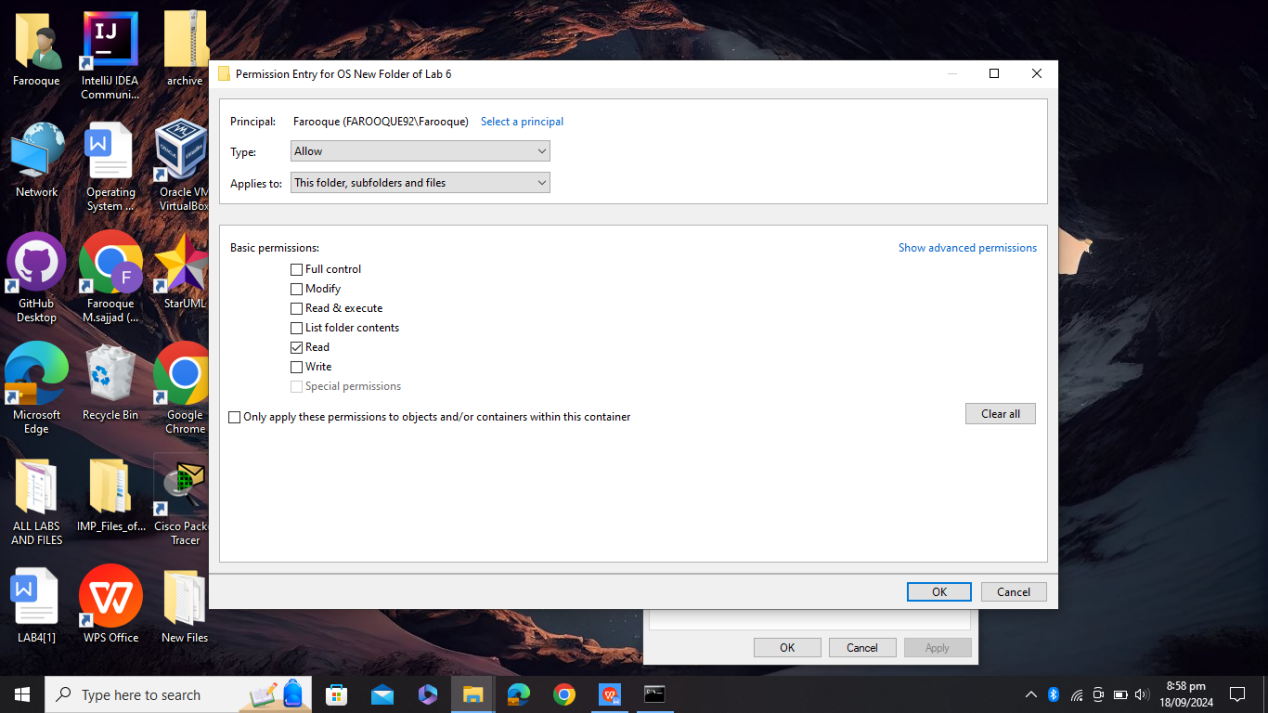 Permission Entry for OS New Folder of Lab 6
Principal: Farooque (FAROOQUE92\Farooque) Select a principal
Type: Allow
Applies to: This folder, subfolders and files
Basic permissions: Show advanced permissions
Full control
Modify
Read & execute
List folder contents
Read
Write
Special permissions
Only apply these permissions to objects and/or containers within this container
Clear all
OK Cancel
OK Cancel Apply
Farooque
IntelliJ IDEA
Communi...
archive
Network
Operating
System ...
Oracle VM
VirtualBox
GitHub
Desktop
Farooque
M.sajjad (...
StarUML
Microsoft
Edge
Recycle Bin
Google
Chrome
ALL LABS
AND FILES
IMP_Files_of...
Cisco Pack
Tracer
LAB4[1]
WPS Office
New Files
IJ
W
F
W
Type here to search
8:58 pm
18/09/2024